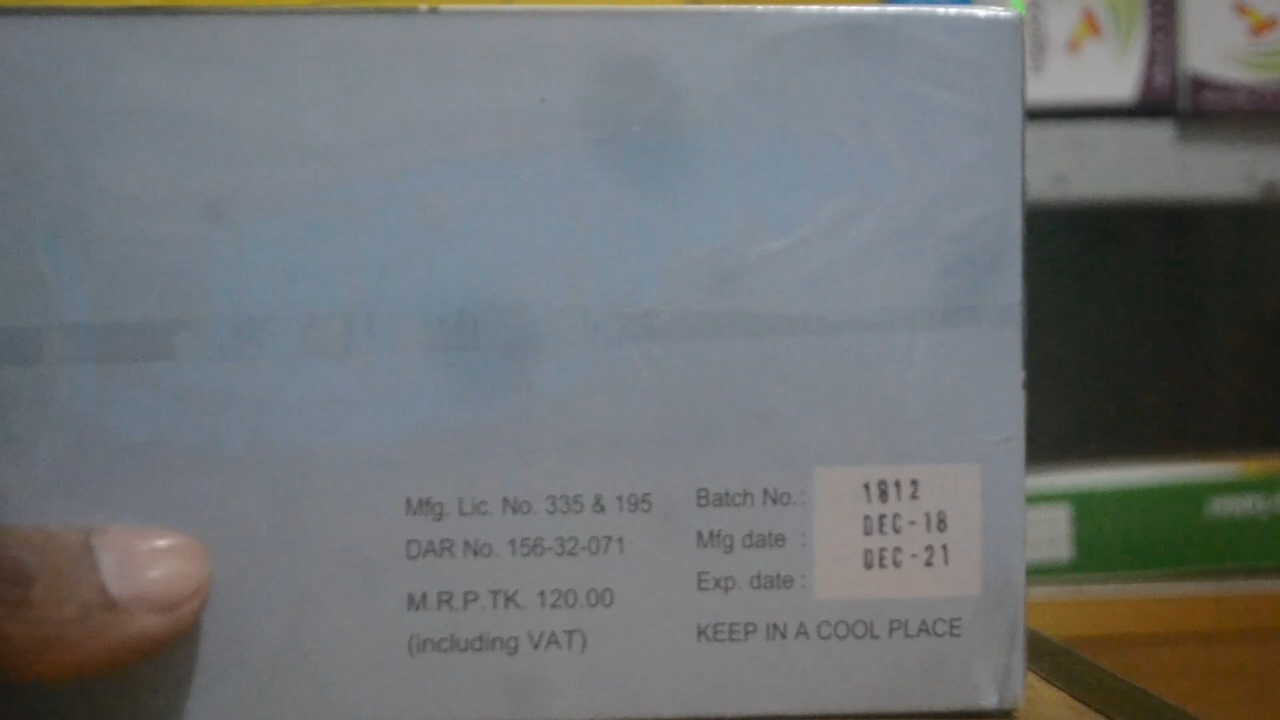 Mfg. Lic. No. 335 & 195
DAR No. 156-32-071
M.R.P.TK. 120.00
(including VAT)
Batch No.: 1812
Mfg date : DEC-18
Exp. date : DEC-21
KEEP IN A COOL PLACE